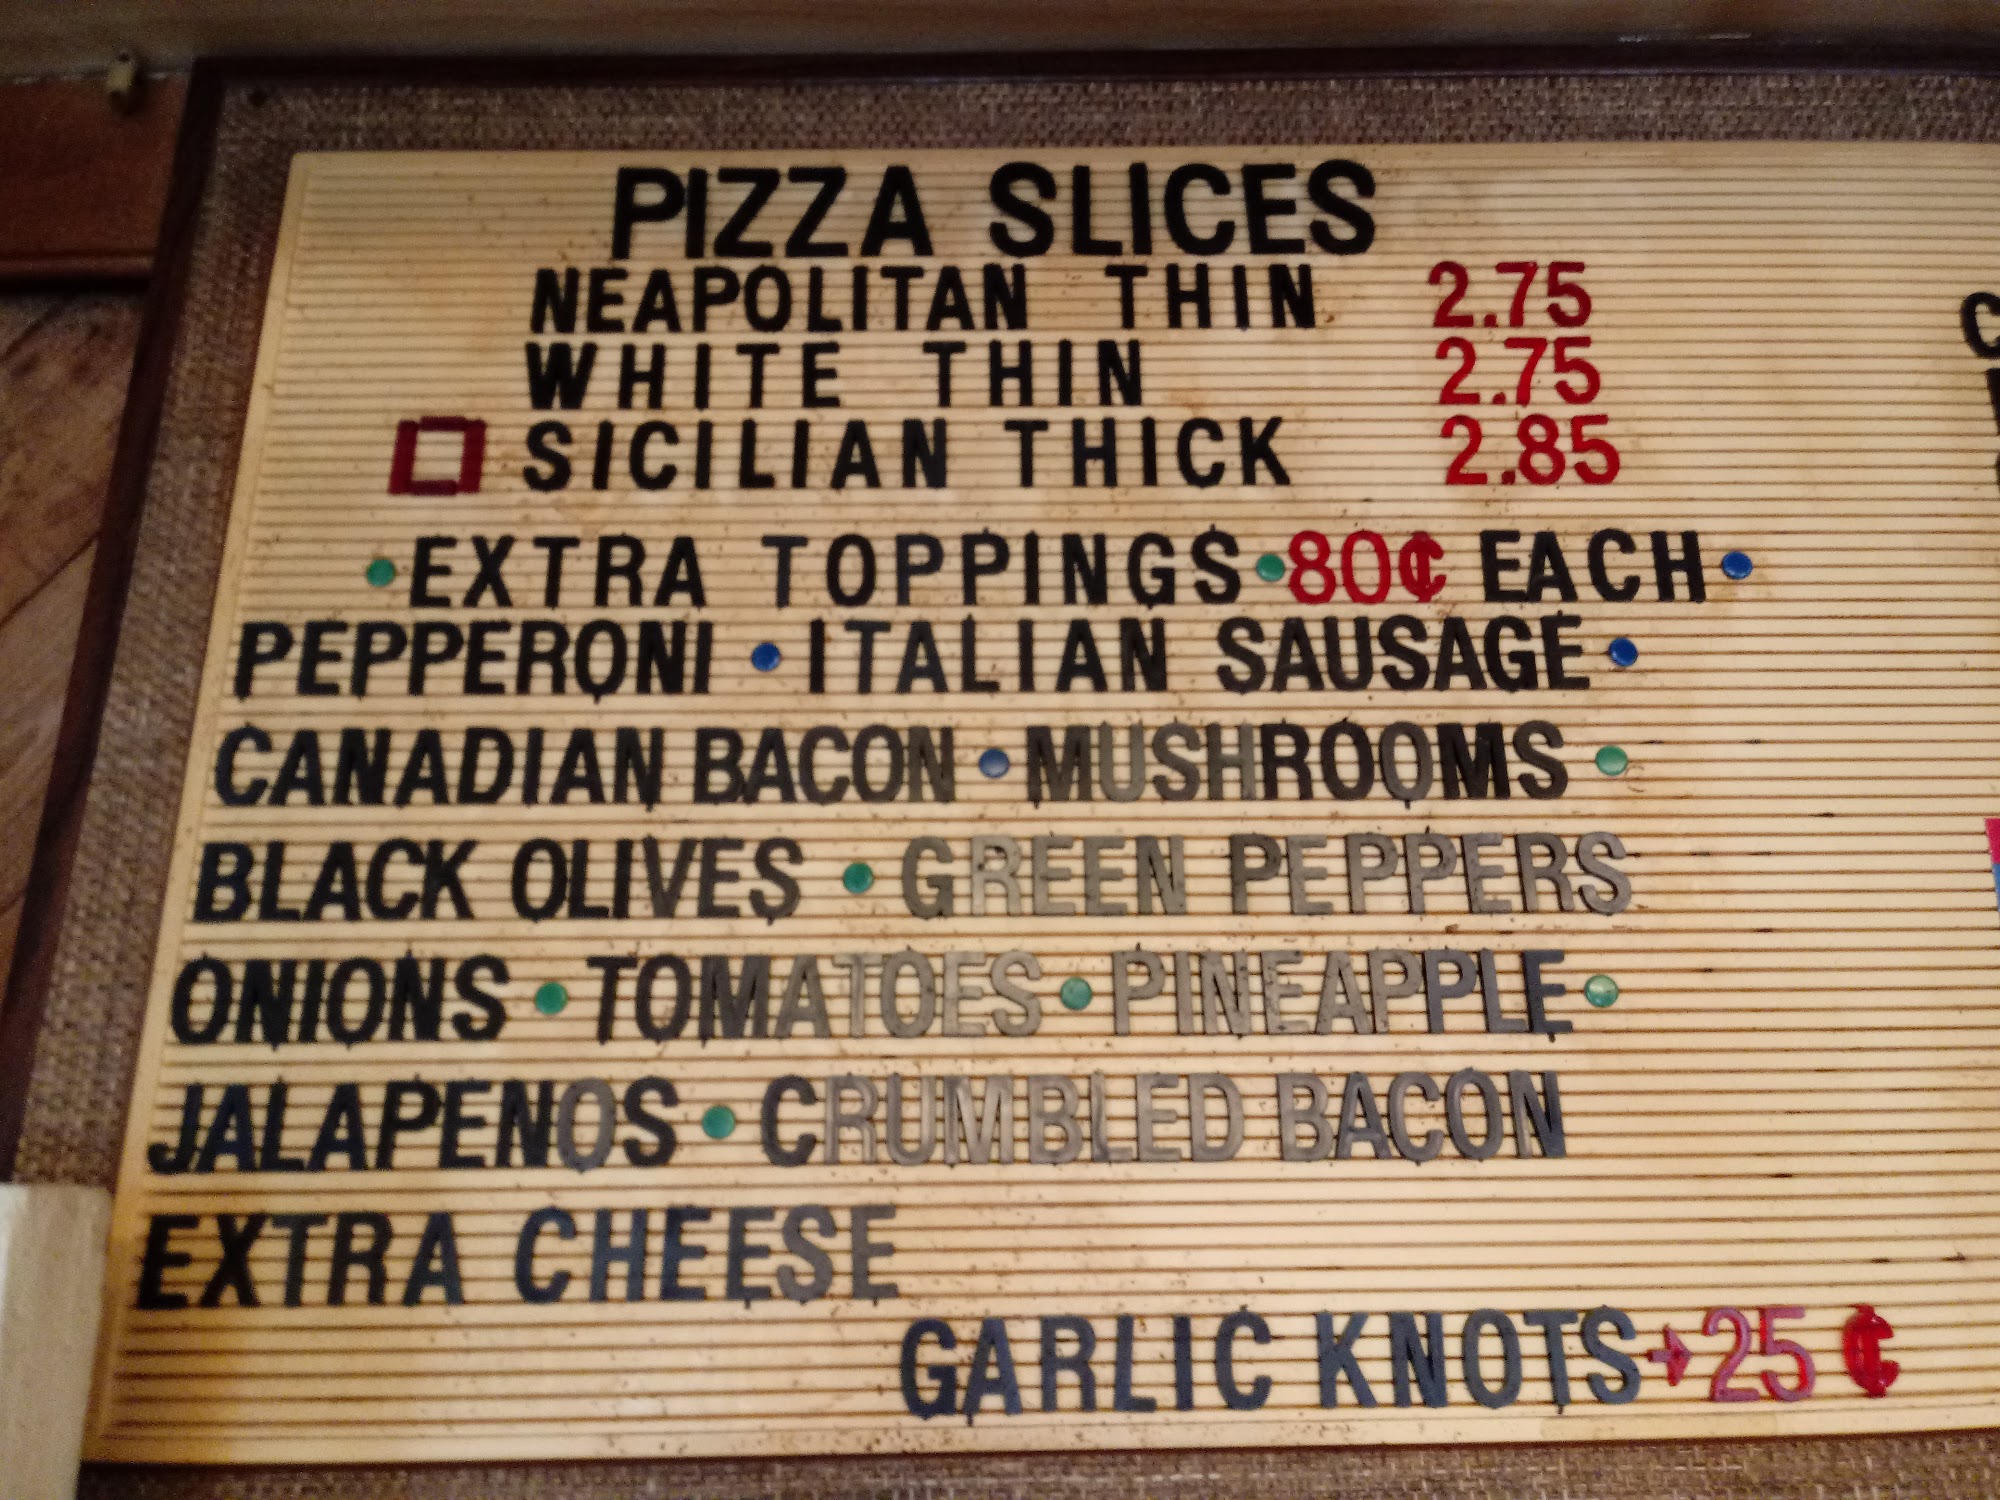 PIZZA SLICES
NEAPOLITAN THIN 2.75
WHITE THIN 2.75
SICILIAN THICK 2.85
•EXTRA TOPPINGS•80¢ EACH•
PEPPERONI • ITALIAN SAUSAGE •
CANADIAN BACON • MUSHROOMS •
BLACK OLIVES • GREEN PEPPERS
ONIONS • TOMATOES • PINEAPPLE •
JALAPENOS • CRUMBLED BACON
EXTRA CHEESE
GARLIC KNOTS→25 ¢